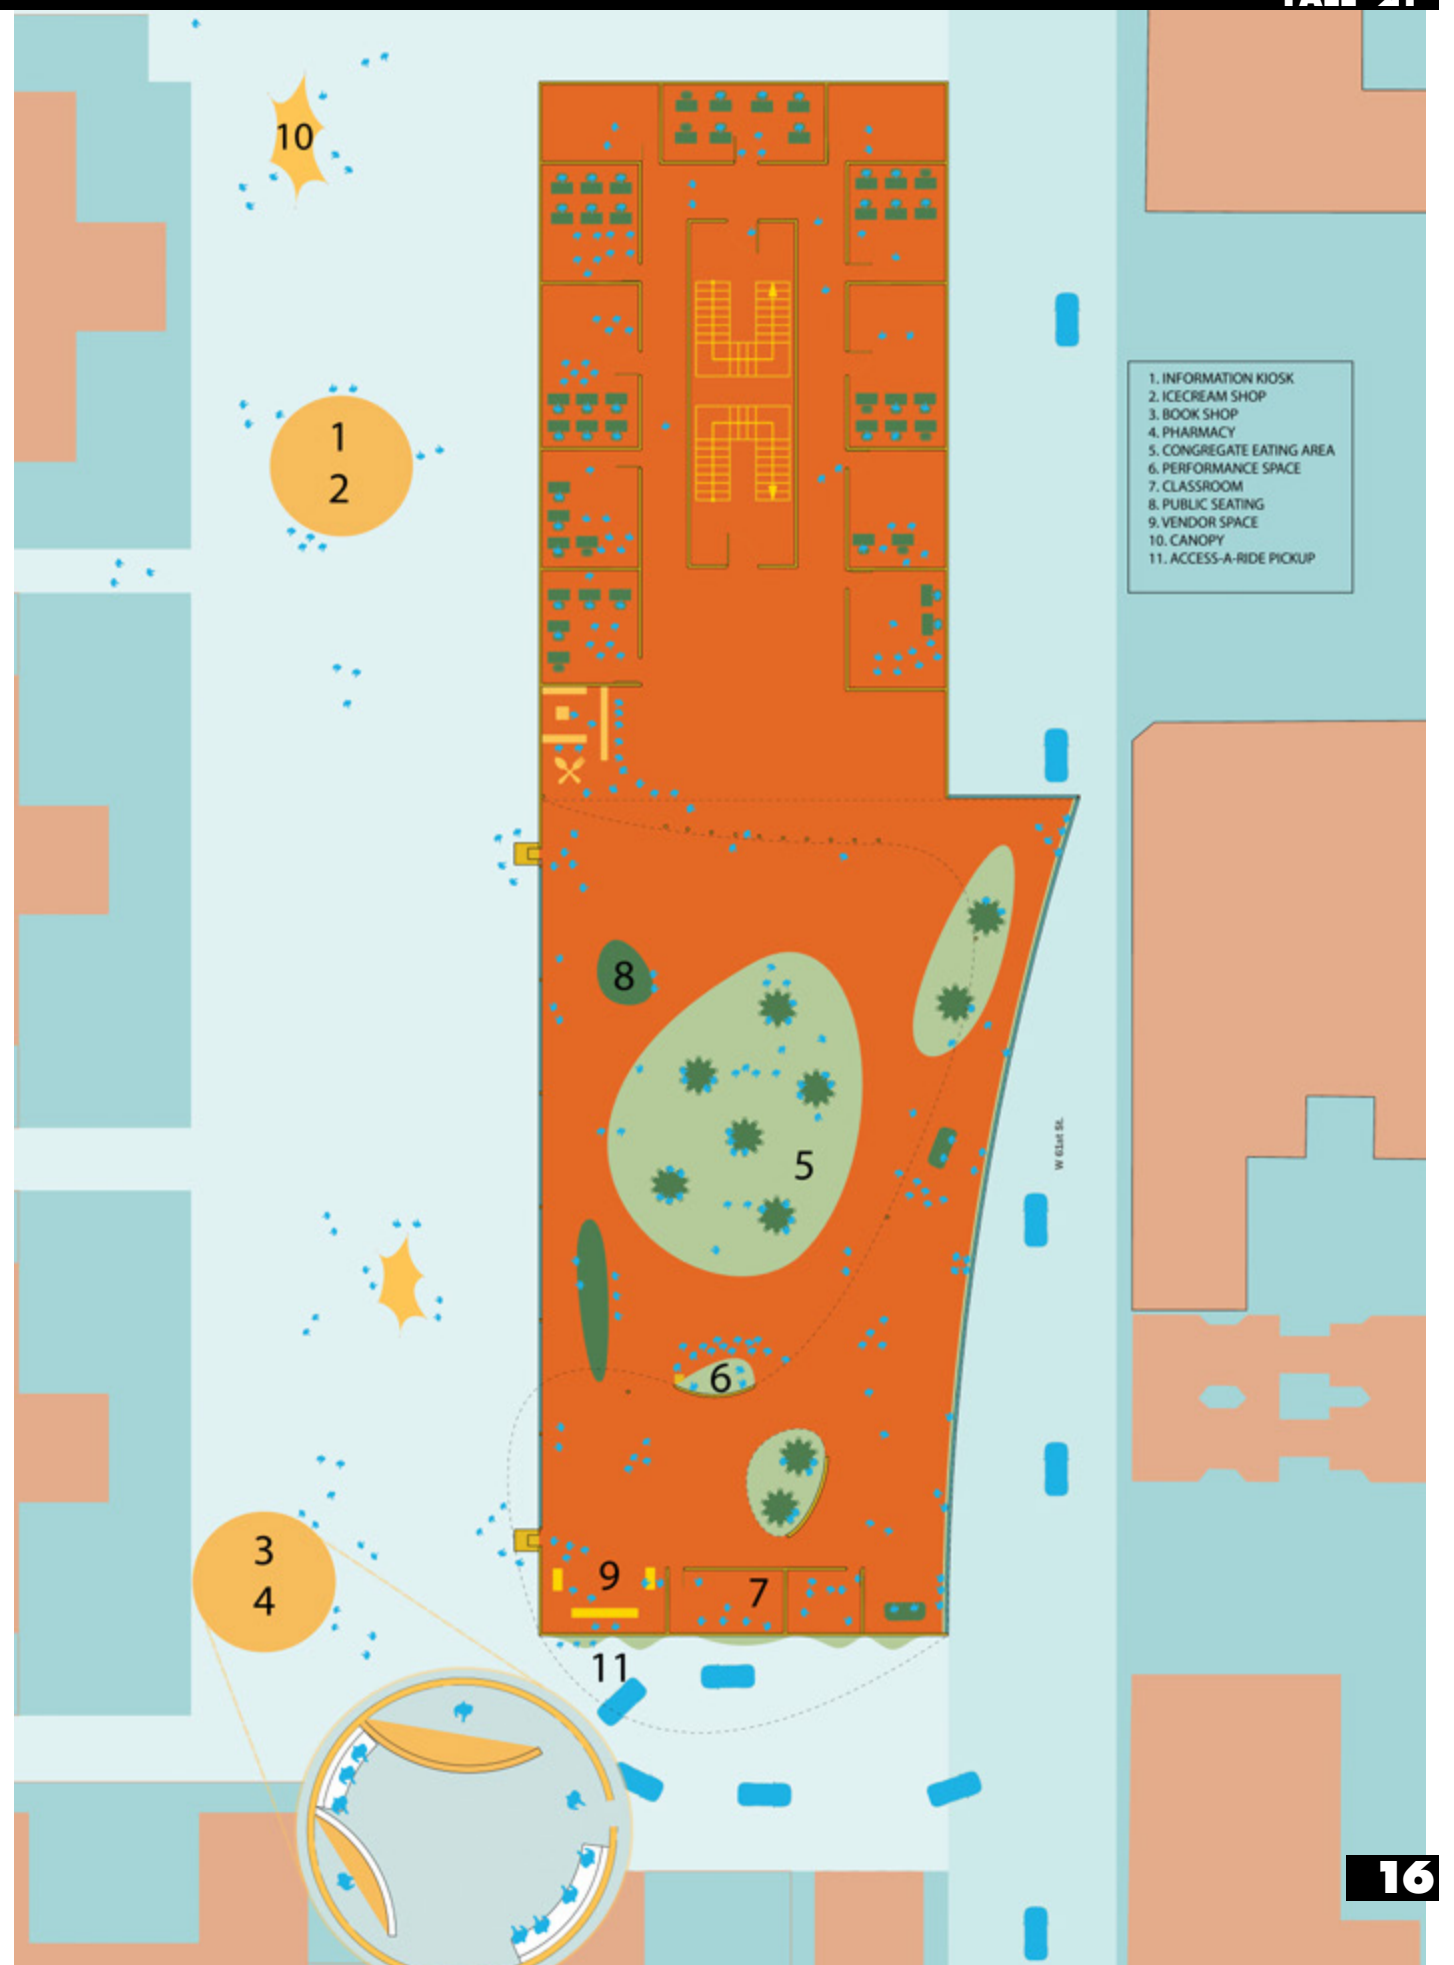 10
1. INFORMATION KIOSK
2. ICECREAM SHOP
3. BOOK SHOP
4. PHARMACY
5. CONGREGATE EATING AREA
6. PERFORMANCE SPACE
7. CLASSROOM
8. PUBLIC SEATING
9. VENDOR SPACE
10. CANOPY
11. ACCESS-A-RIDE PICKUP
1
2
8
5
W 61st St.
6
3
4
9
7
11
16